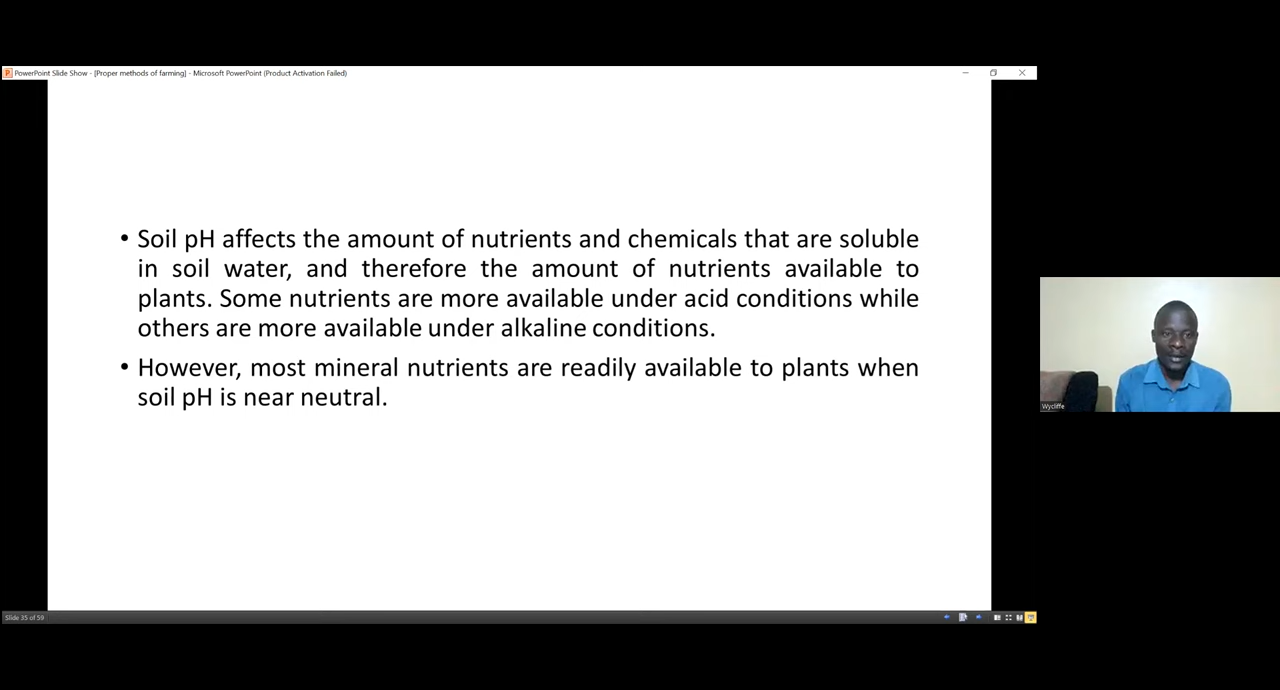 PowerPoint Slide Show - [Proper methods of farming] - Microsoft PowerPoint (Product Activation Failed)
• Soil pH affects the amount of nutrients and chemicals that are soluble
in soil water, and therefore the amount of nutrients available to
plants. Some nutrients are more available under acid conditions while
others are more available under alkaline conditions.
• However, most mineral nutrients are readily available to plants when
soil pH is near neutral.
Wycliffe
Slide 35 of 59